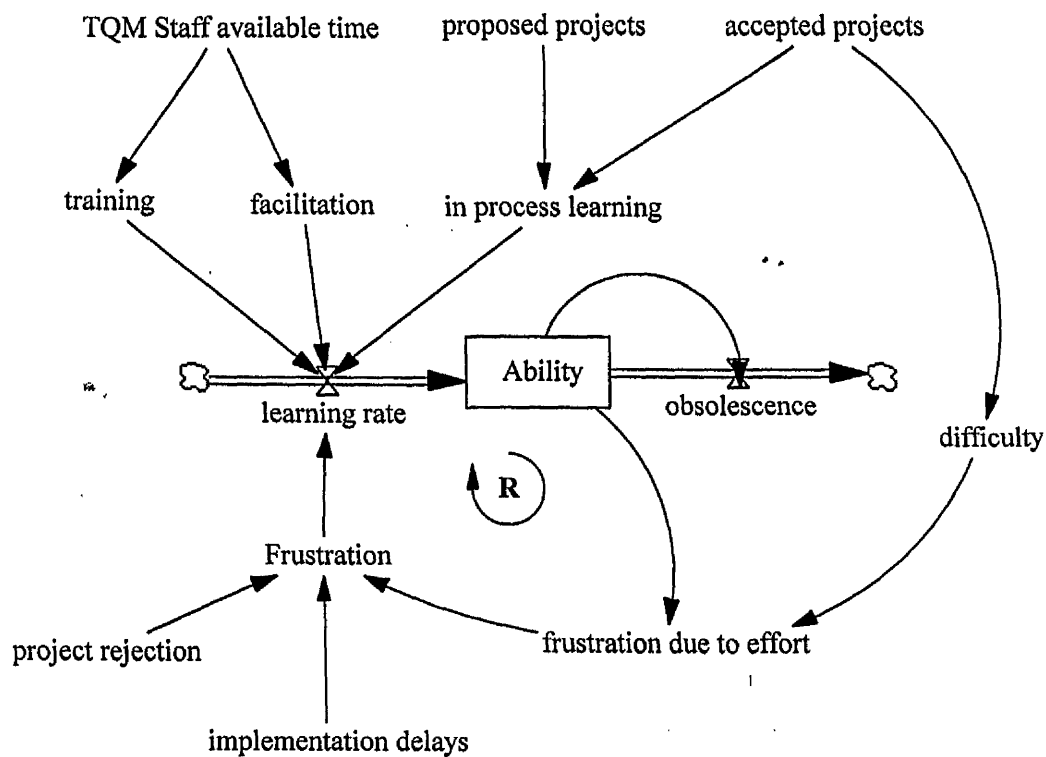 TQM Staff available time
proposed projects
accepted projects
training
facilitation
in process learning
Ability
learning rate
obsolescence
difficulty
R
Frustration
project rejection
frustration due to effort
implementation delays